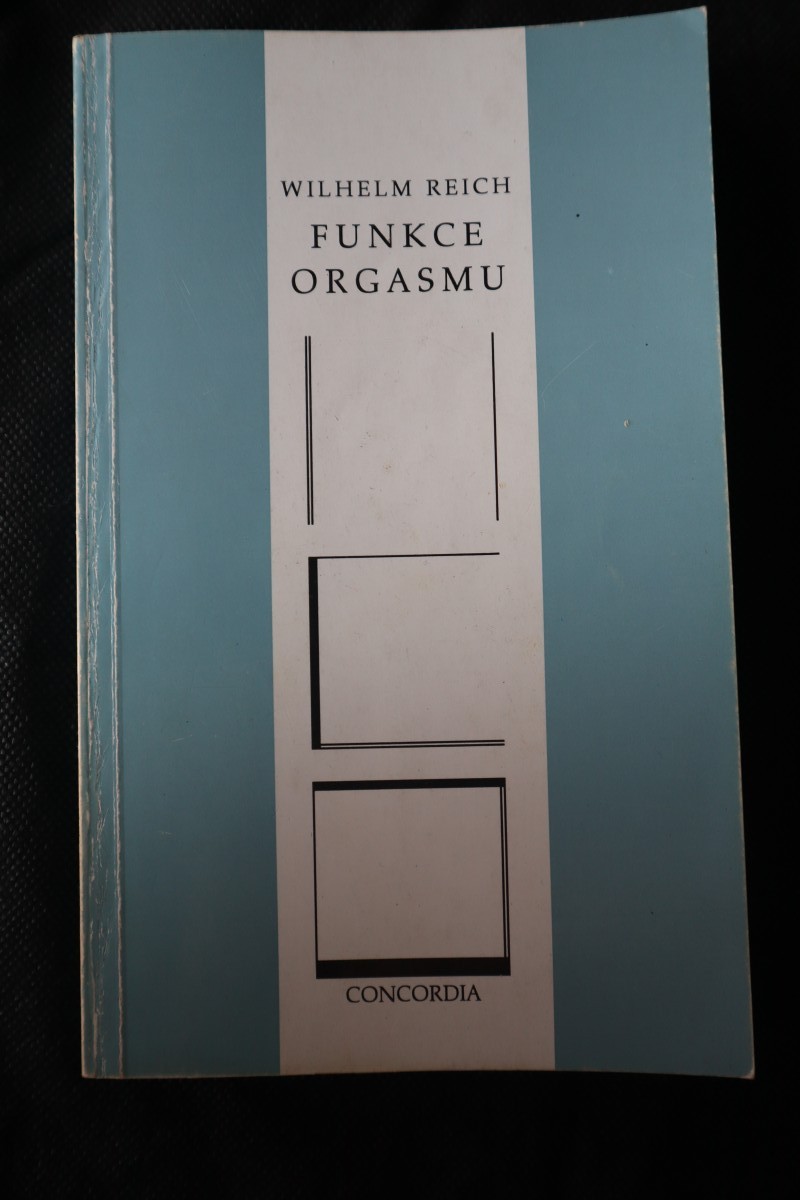 WILHELM REICH
FUNKCE
ORGASMU
CONCORDIA